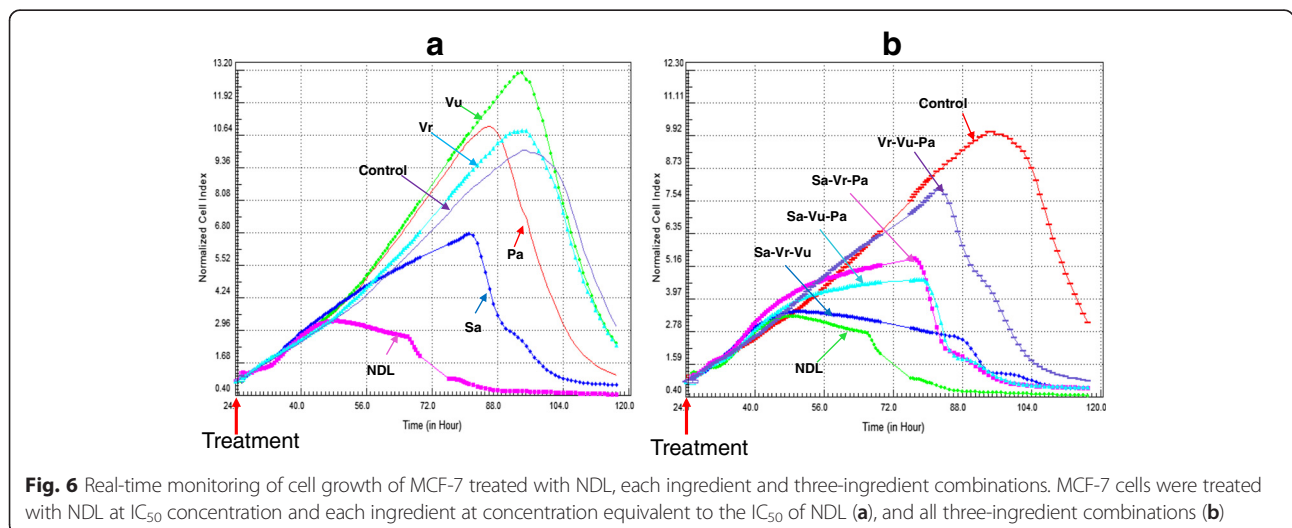 a
13.20
11.92
10.64
9.36
8.08
6.80
5.52
4.24
2.96
1.68
0.40
Normalized Cell Index
24.
40.0
56.0
72.0
88.0
104.0
120.0
Time (in Hour)
Treatment
Vu
Vr
Control
Pa
Sa
NDL
b
12.30
11.11
9.92
8.73
7.54
6.35
5.16
3.97
2.78
1.59
0.40
Normalized Cell Index
24.
40.0
56.0
72.0
88.0
104.0
120.0
Time (in Hour)
Treatment
Control
Vr-Vu-Pa
Sa-Vr-Pa
Sa-Vu-Pa
Sa-Vr-Vu
NDL
Fig. 6 Real-time monitoring of cell growth of MCF-7 treated with NDL, each ingredient and three-ingredient combinations. MCF-7 cells were treated
with NDL at IC50 concentration and each ingredient at concentration equivalent to the IC50 of NDL (a), and all three-ingredient combinations (b)